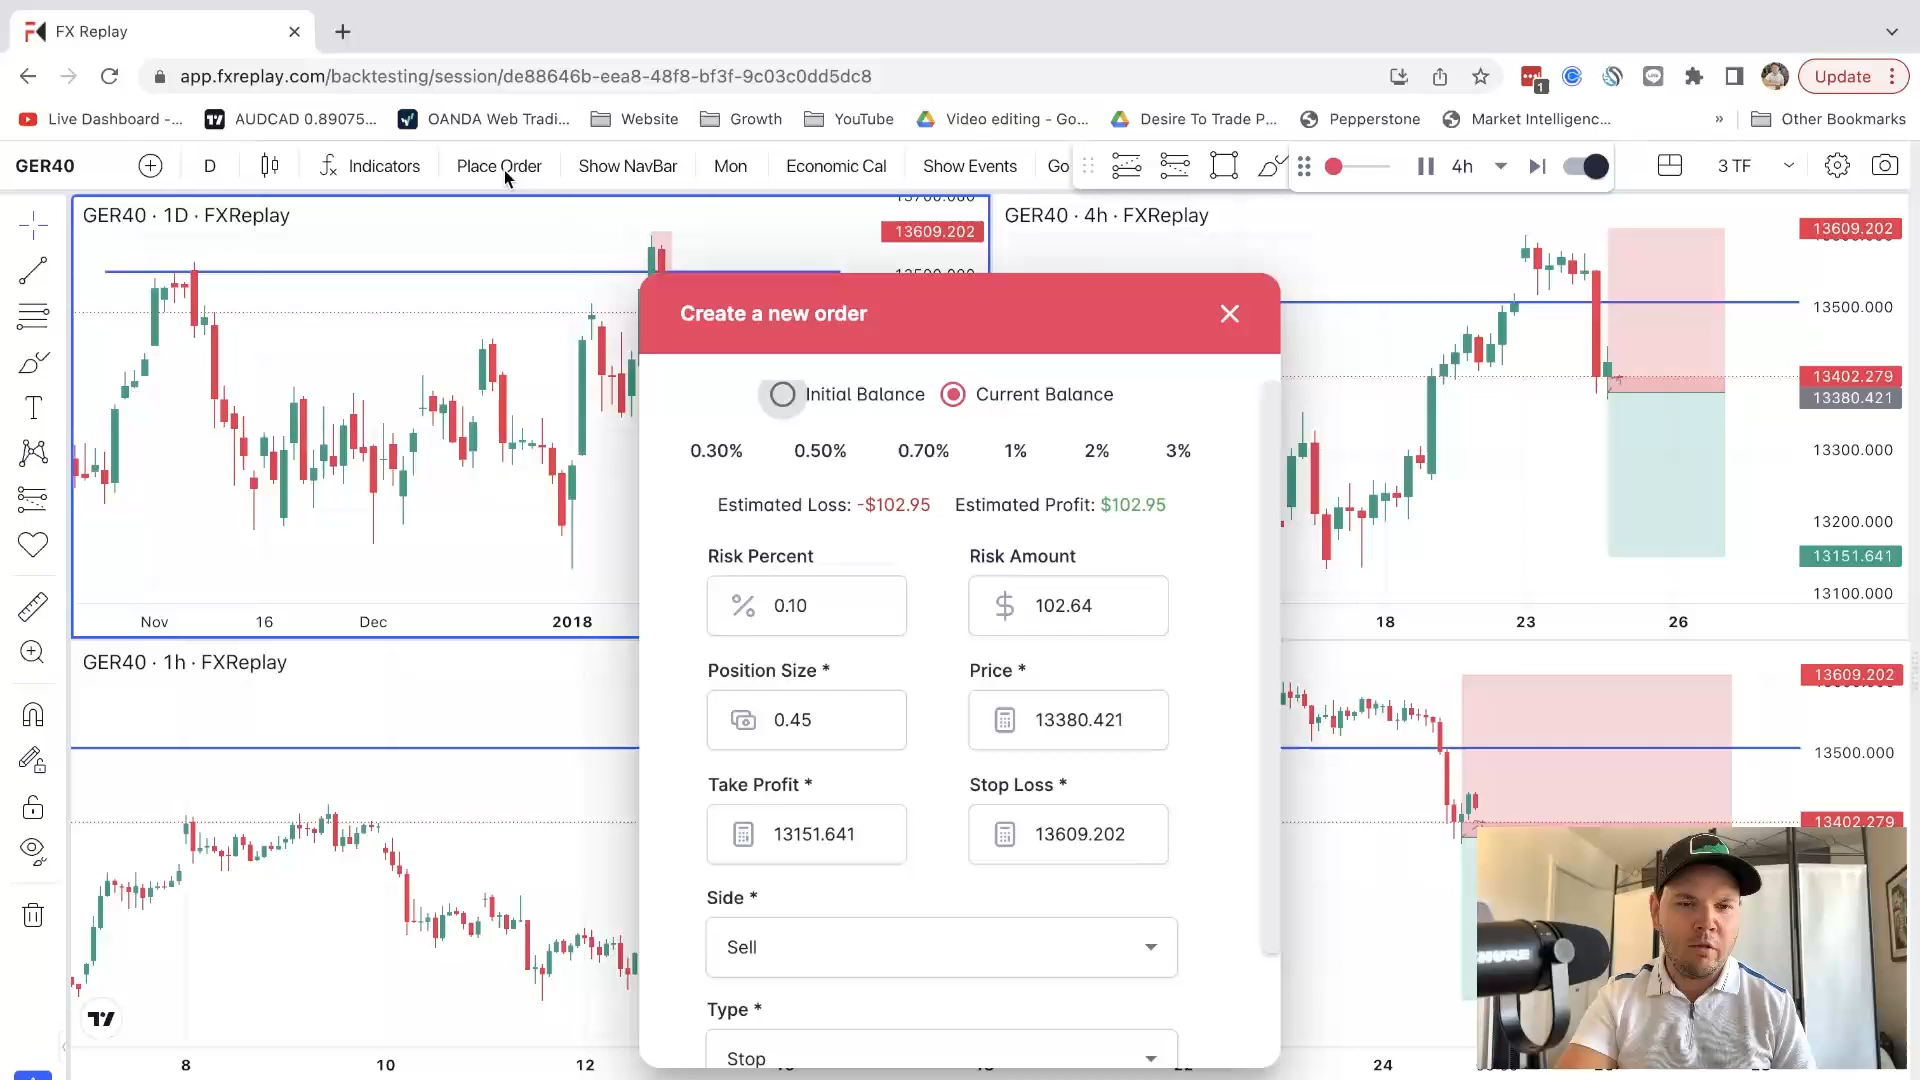 FX Replay
app.fxreplay.com/backtesting/session/de88646b-eea8-48f8-bf3f-9c03c0dd5dc8
1
Update
Live Dashboard -...
AUDCAD 0.89075...
OANDA Web Tradi...
Website
Growth
YouTube
Video editing - Go...
Desire To Trade P...
Pepperstone
Market Intelligenc...
»
Other Bookmarks
GER40
D
Indicators
Place Order
Show NavBar
Mon
Economic Cal
Show Events
Go
4h
3 TF
GER40 · 1D · FXReplay
13609.202
Nov
16
Dec
2018
GER40 · 4h · FXReplay
13609.202
13500.000
13402.279
13380.421
13300.000
13200.000
13151.641
13100.000
18
23
26
GER40 · 1h · FXReplay
8
10
12
13609.202
13500.000
13402.279
24
Create a new order
Initial Balance
Current Balance
0.30%
0.50%
0.70%
1%
2%
3%
Estimated Loss: -$102.95
Estimated Profit: $102.95
Risk Percent
Risk Amount
% 0.10
$ 102.64
Position Size *
Price *
0.45
13380.421
Take Profit *
Stop Loss *
13151.641
13609.202
Side *
Sell
Type *
Stop